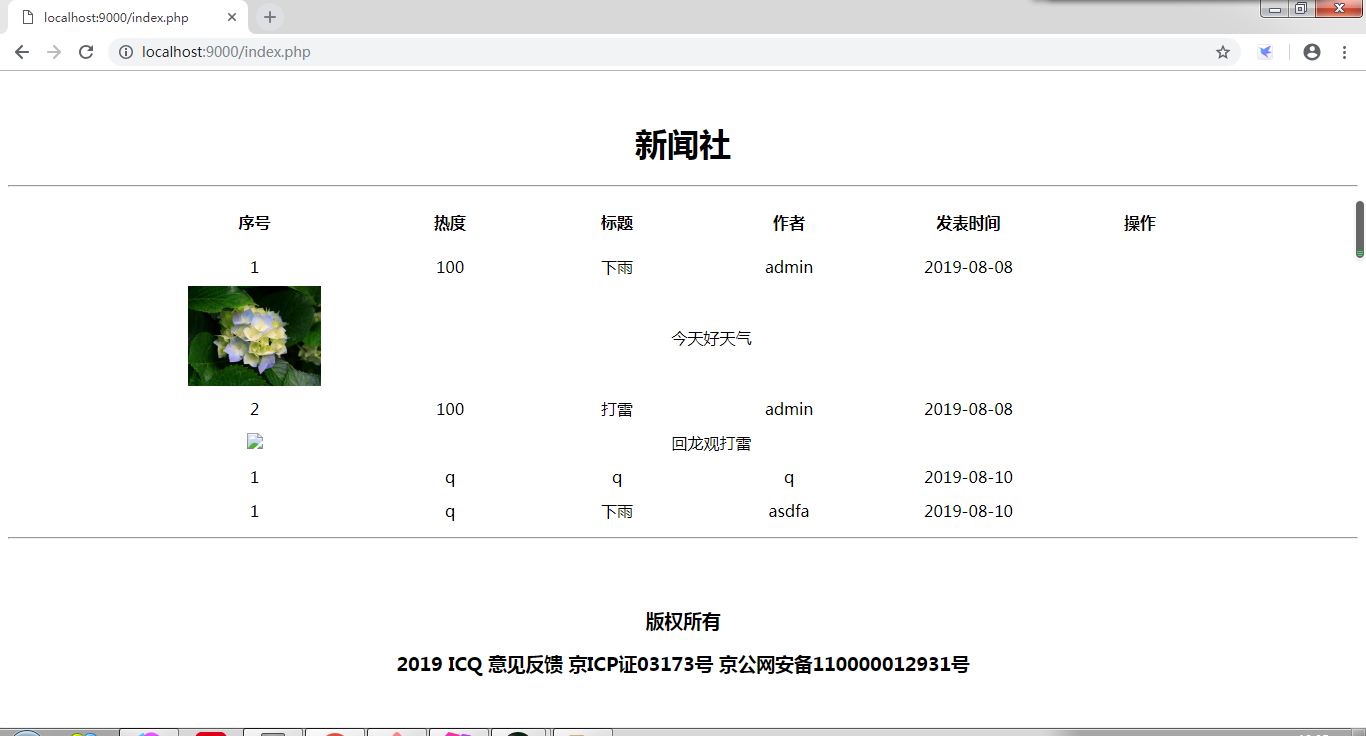 localhost:9000/index.php
localhost:9000/index.php
新闻社
序号 热度 标题 作者 发表时间 操作
1 100 下雨 admin 2019-08-08
今天好天气
2 100 打雷 admin 2019-08-08
回龙观打雷
1 q q q 2019-08-10
1 q 下雨 asdfa 2019-08-10
版权所有
2019 ICQ 意见反馈 京ICP证03173号 京公网安备110000012931号